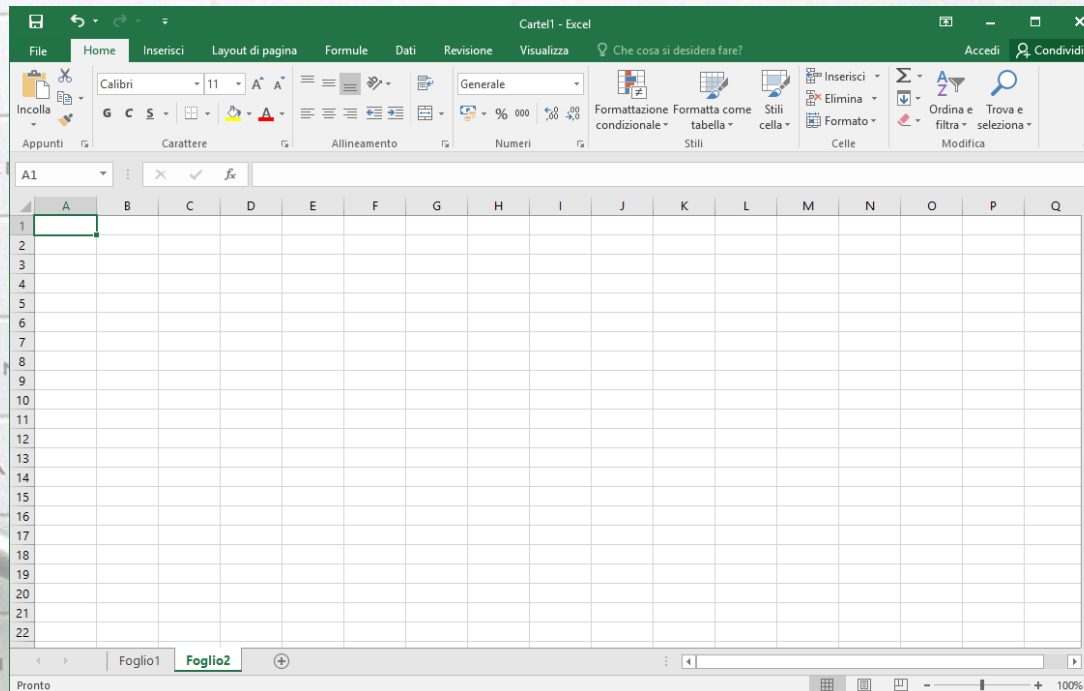 Cartel1 - Excel
File Home Inserisci Layout di pagina Formule Dati Revisione Visualizza Che cosa si desidera fare? Accedi Condividi
Incolla
Calibri 11
G C S
Generale
% 000
Formattazione condizionale
Formatta come tabella
Stili cella
Inserisci
Elimina
Formato
Ordina e filtra
Trova e seleziona
Appunti Carattere Allineamento Numeri Stili Celle Modifica
A1 fx
A B C D E F G H I J K L M N O P Q
1
2
3
4
5
6
7
8
9
10
11
12
13
14
15
16
17
18
19
20
21
22
Foglio1 Foglio2
Pronto 100%